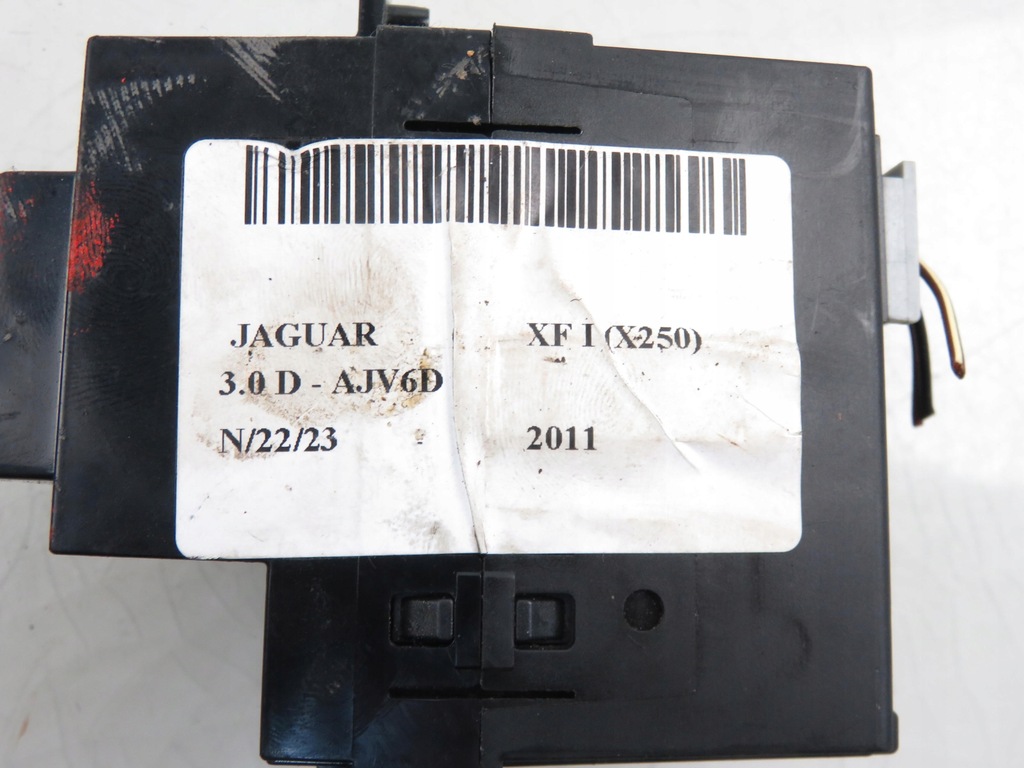 JAGUAR XF I (X250)
3.0 D - AJV6D
N/22/23 2011